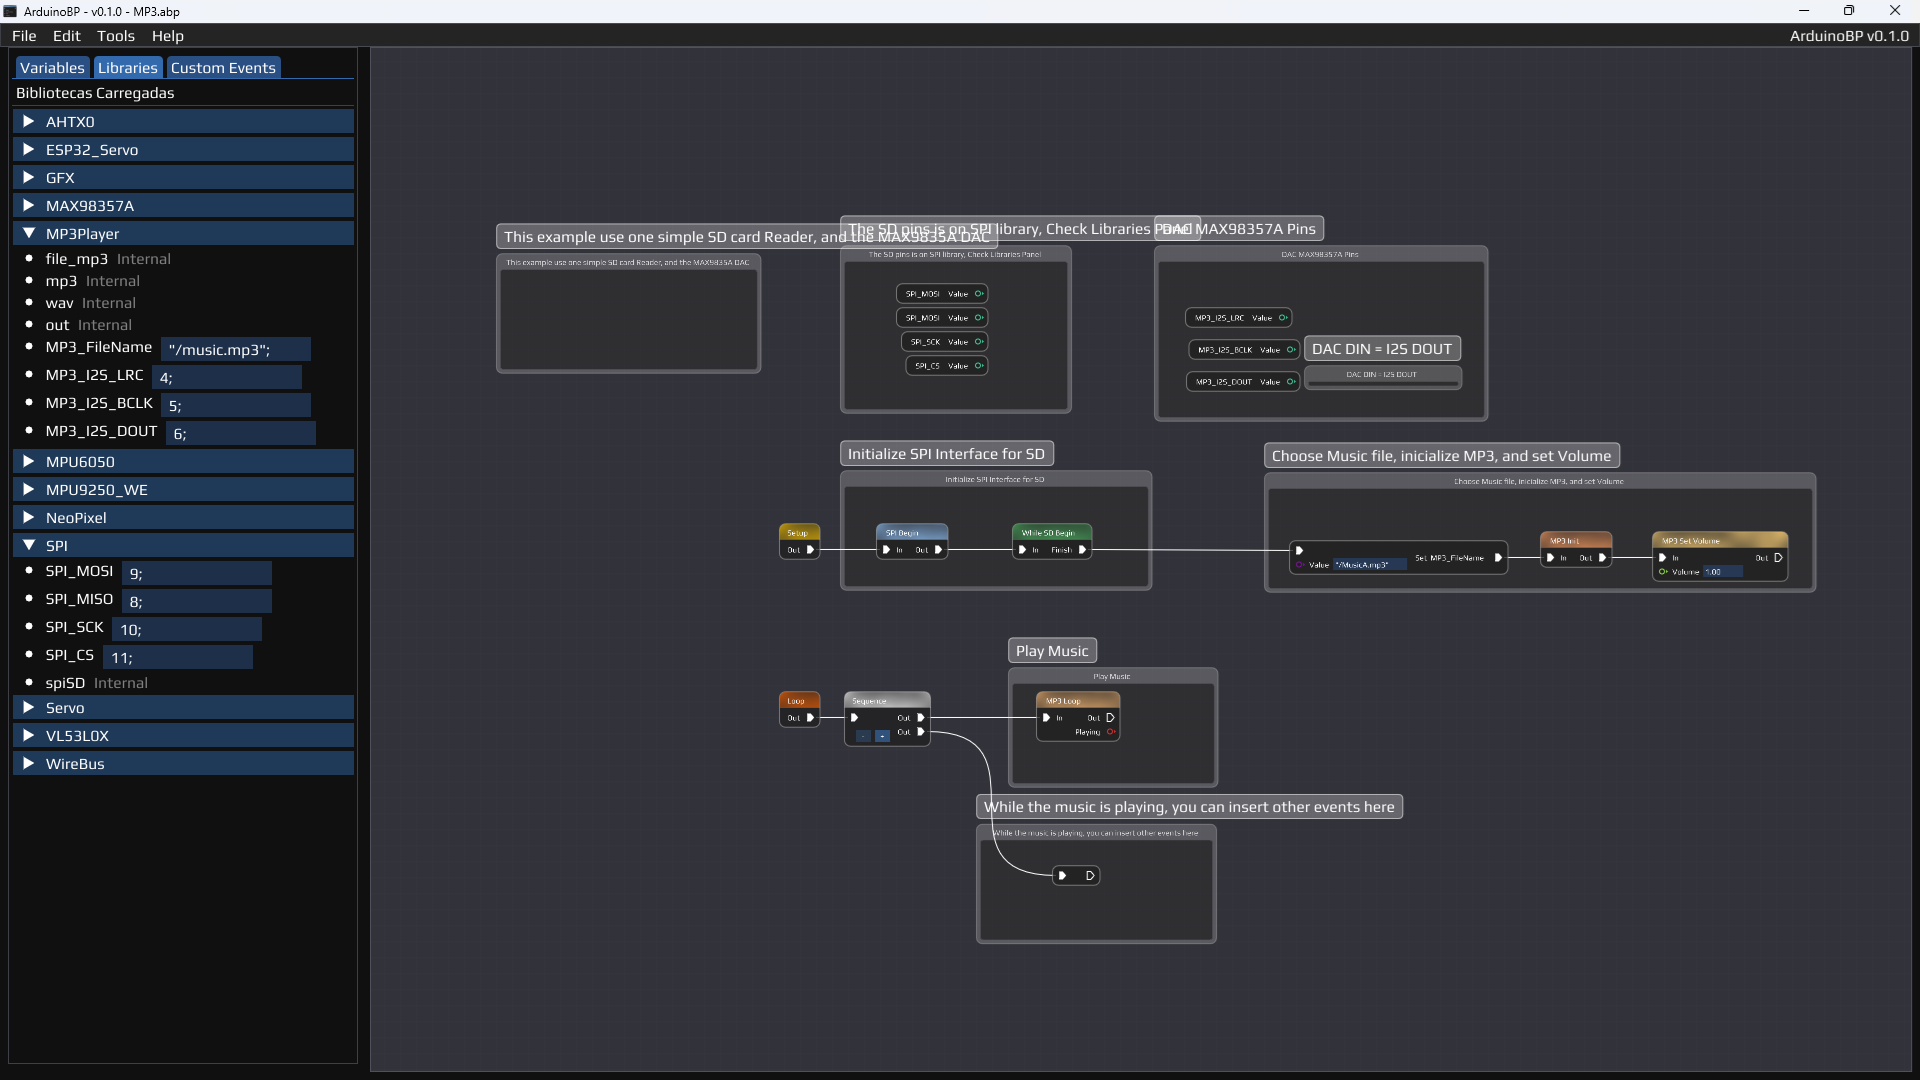 ArduinoBP - v0.1.0 - MP3.abp
File Edit Tools Help
ArduinoBP v0.1.0
Variables Libraries Custom Events
Bibliotecas Carregadas
AHTX0
ESP32_Servo
GFX
MAX98357A
MP3Player
file_mp3 Internal
mp3 Internal
wav Internal
out Internal
MP3_FileName "/music.mp3";
MP3_I2S_LRC 4;
MP3_I2S_BCLK 5;
MP3_I2S_DOUT 6;
MPU6050
MPU9250_WE
NeoPixel
SPI
SPI_MOSI 9;
SPI_MISO 8;
SPI_SCK 10;
SPI_CS 11;
spiSD Internal
Servo
VL53L0X
WireBus
This example use one simple SD card Reader, and the MAX9835A DAC
This example use one simple SD card Reader, and the MAX9835A DAC
The SD pins is on SPI library, Check Libraries Panel
The SD pins is on SPI library, Check Libraries Panel
SPI_MOSI Value
SPI_MOSI Value
SPI_SCK Value
SPI_CS Value
DAC MAX98357A Pins
DAC MAX98357A Pins
MP3_I2S_LRC Value
MP3_I2S_BCLK Value
MP3_I2S_DOUT Value
DAC DIN = I2S DOUT
DAC DIN = I2S DOUT
Initialize SPI Interface for SD
Initialize SPI Interface for SD
Setup
Out
SPI Begin
In Out
While SD Begin
In Finish
Choose Music file, inicialize MP3, and set Volume
Choose Music file, inicialize MP3, and set Volume
Set MP3_FileName
Value "/MusicA.mp3"
MP3 Init
In Out
MP3 Set Volume
In Out
Volume 1.00
Play Music
Play Music
Loop
Out
Sequence
Out
- + Out
MP3 Loop
In Out
Playing
While the music is playing, you can insert other events here
While the music is playing, you can insert other events here